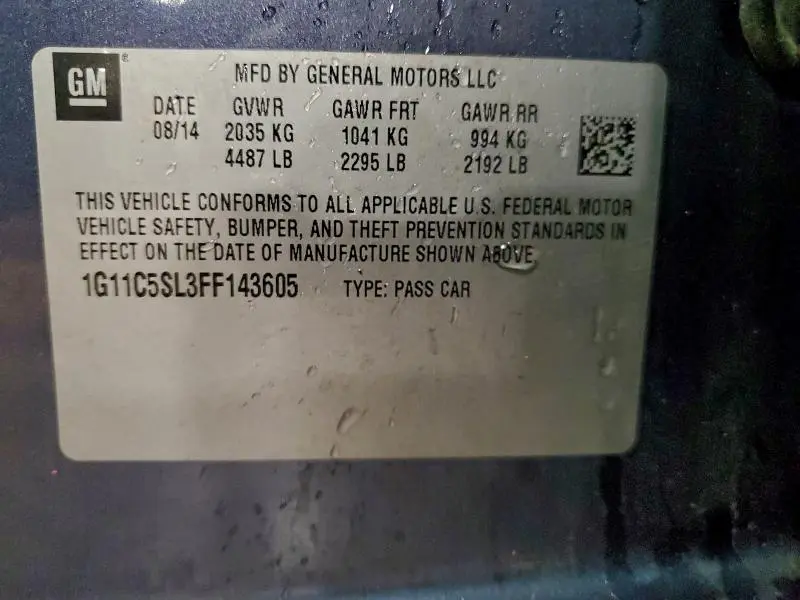 GM
MFD BY GENERAL MOTORS LLC
DATE GVWR GAWR FRT GAWR RR
08/14 2035 KG 1041 KG 994 KG
4487 LB 2295 LB 2192 LB
THIS VEHICLE CONFORMS TO ALL APPLICABLE U.S. FEDERAL MOTOR
VEHICLE SAFETY, BUMPER, AND THEFT PREVENTION STANDARDS IN
EFFECT ON THE DATE OF MANUFACTURE SHOWN ABOVE.
1G11C5SL3FF143605 TYPE: PASS CAR